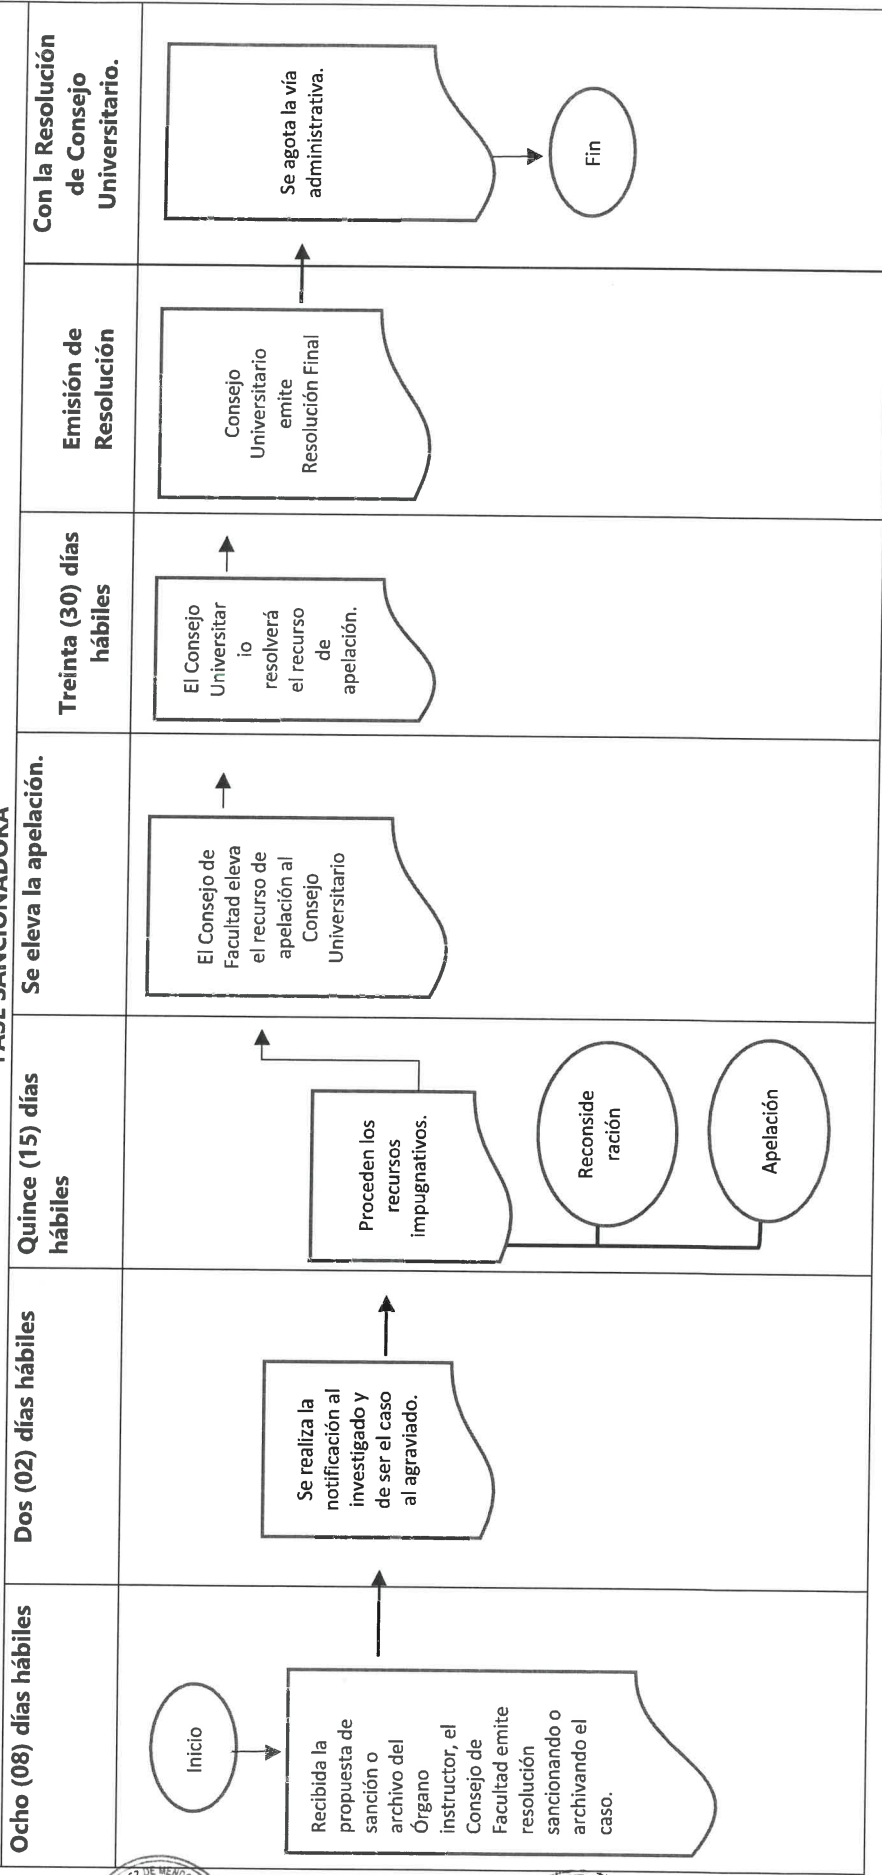 FASE SANCIONADORA
Ocho (08) días hábiles
Dos (02) días hábiles
Quince (15) días
hábiles
Se eleva la apelación.
Treinta (30) días
hábiles
Emisión de
Resolución
Con la Resolución
de Consejo
Universitario.
Inicio
Recibida la
propuesta de
sanción o
archivo del
Órgano
instructor, el
Consejo de
Facultad emite
resolución
sancionando o
archivando el
caso.
Se realiza la
notificación al
investigado y
de ser el caso
al agraviado.
Proceden los
recursos
impugnativos.
Reconside
ración
Apelación
El Consejo de
Facultad eleva
el recurso de
apelación al
Consejo
Universitario
El Consejo
Universitar
io
resolverá
el recurso
de
apelación.
Consejo
Universitario
emite
Resolución Final
Se agota la vía
administrativa.
Fin